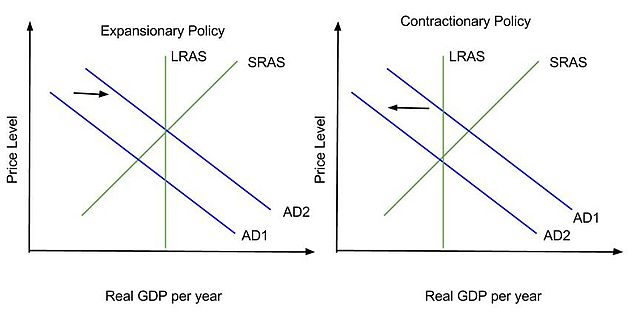 Expansionary Policy
LRAS
SRAS
Price Level
AD2
AD1
Real GDP per year
Contractionary Policy
LRAS
SRAS
Price Level
AD1
AD2
Real GDP per year